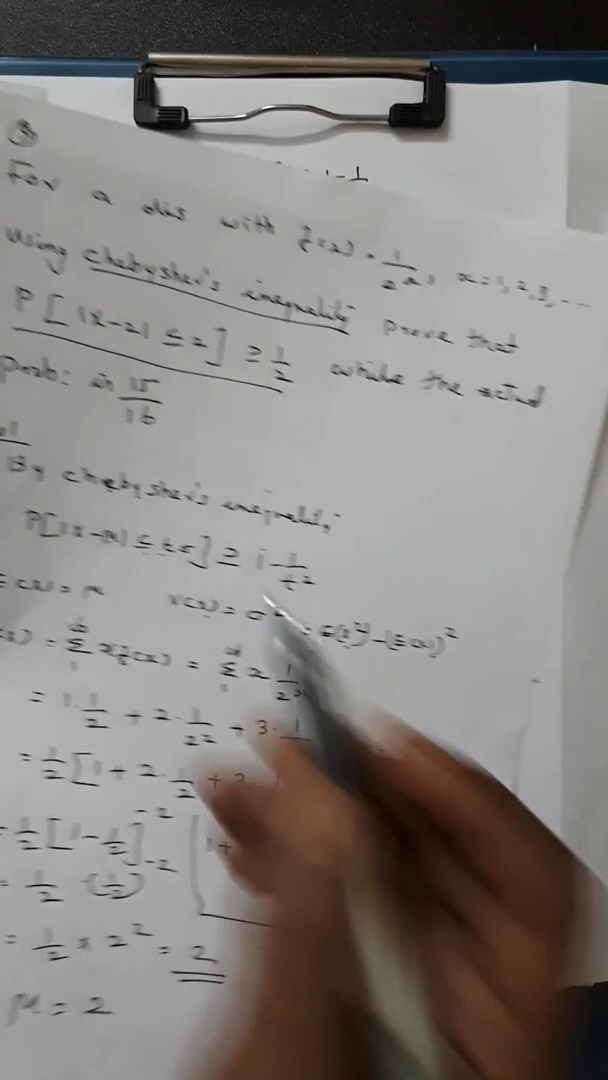 ③
For a dis with f(x) = 1/2^x, x = 1, 2, 3, ...
Using chebyshev's inequality prove that
P[|x-2| ≤ 2] ≥ 1/2 while the actual
prob: is 15/16
By chebyshev's inequality
P[|x-μ| ≤ tσ] ≥ 1 - 1/t²
E(x) = μ V(x) = σ² = E(x²) - (E(x))²
= Σ x f(x) = Σ x 1/2^x
= 1·1/2 + 2·1/2² + 3·1
= 1/2 [1 + 2·1/2 + 3
= 1/2 [1 - 1/2]^-2 [1+
= 1/2 (1/2)^-2
= 1/2 × 2² = 2
μ = 2